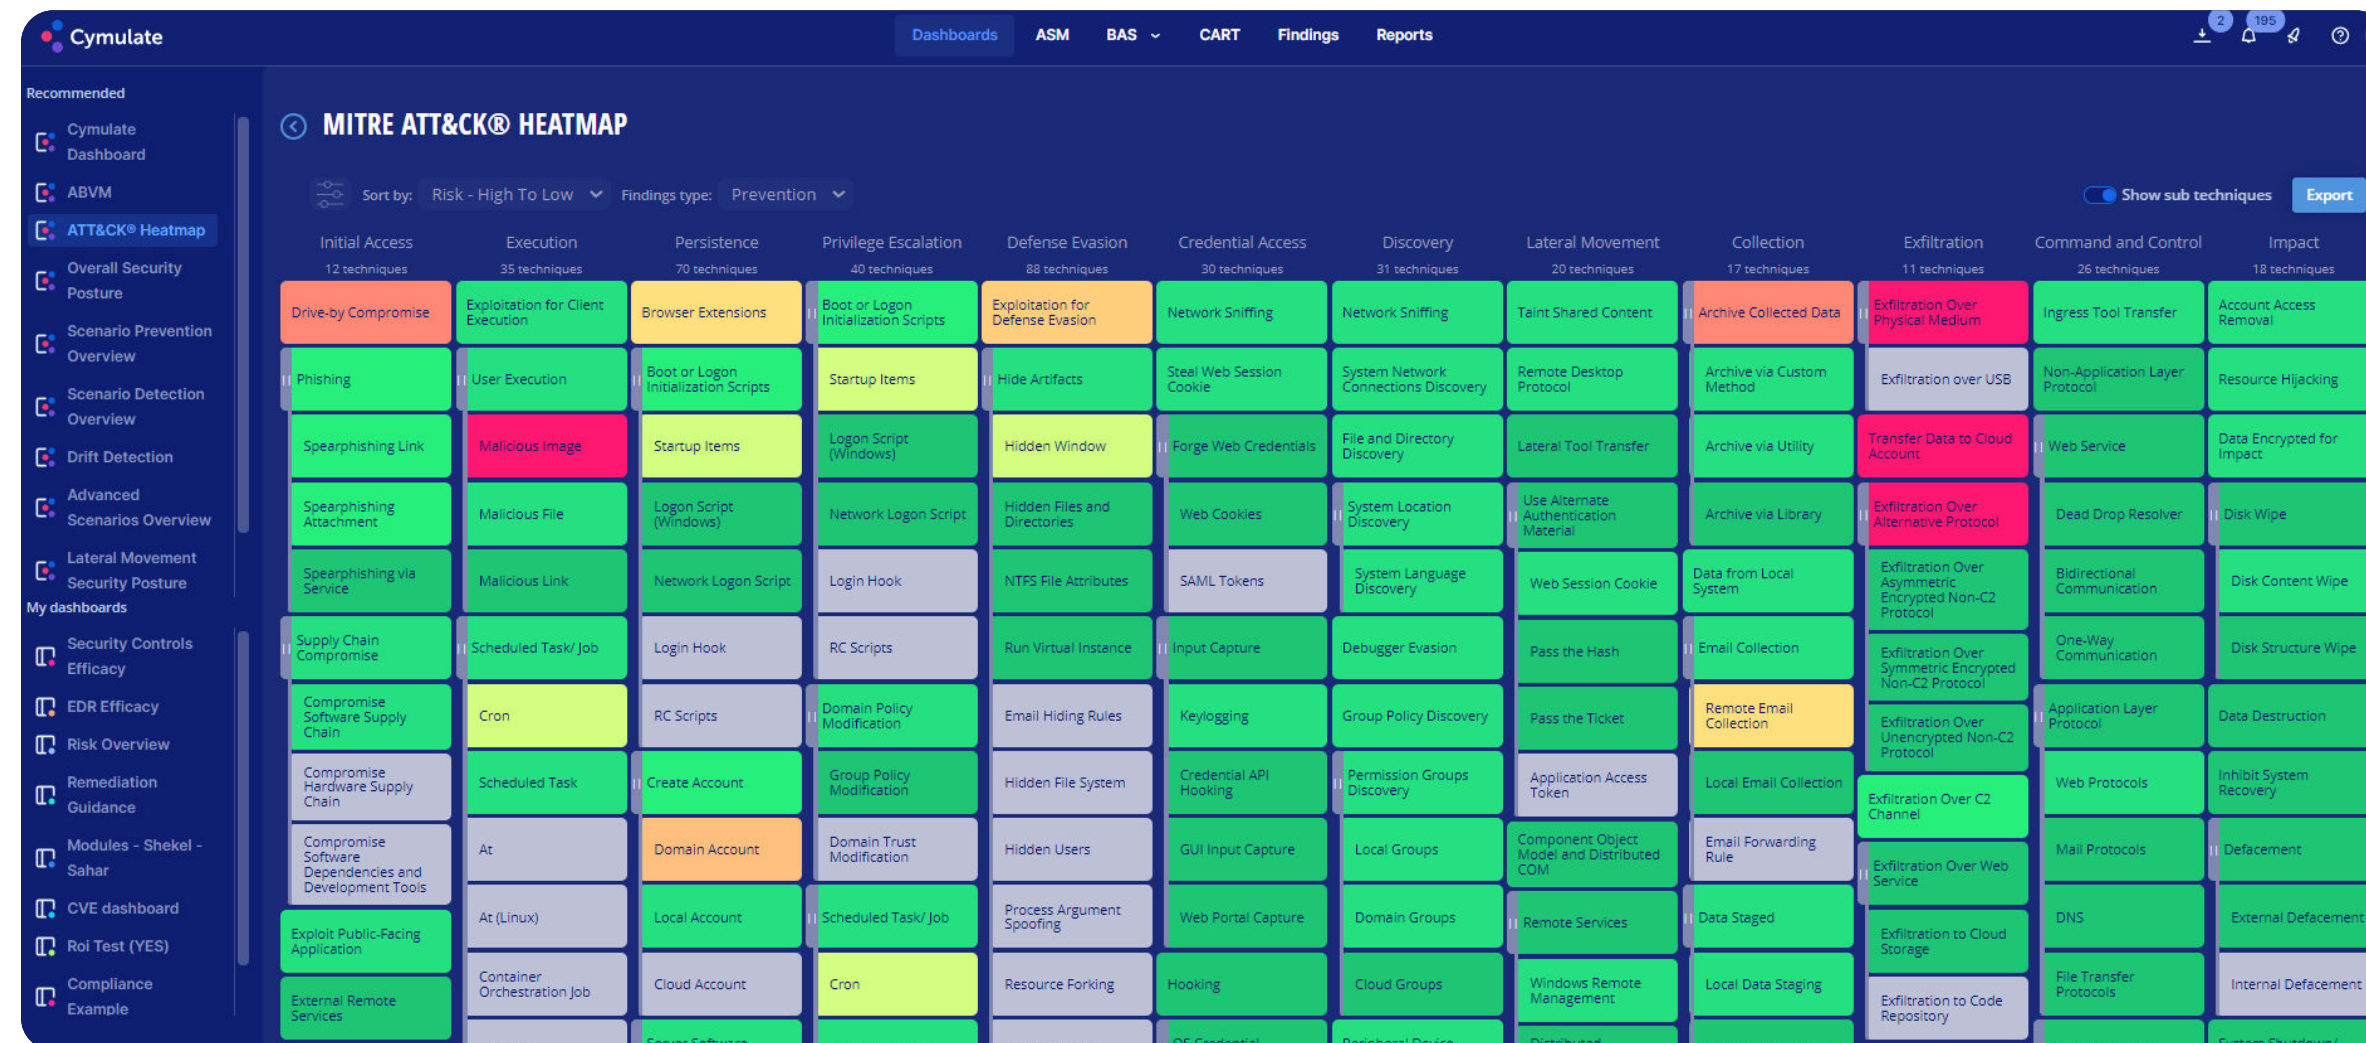 Cymulate
Dashboards
ASM
BAS
CART
Findings
Reports
2
195
Recommended
Cymulate
Dashboard
ABVM
ATT&CK® Heatmap
Overall Security
Posture
Scenario Prevention
Overview
Scenario Detection
Overview
Drift Detection
Advanced
Scenarios Overview
Lateral Movement
Security Posture
My dashboards
Security Controls
Efficacy
EDR Efficacy
Risk Overview
Remediation
Guidance
Modules - Shekel -
Sahar
CVE dashboard
Roi Test (YES)
Compliance
Example
MITRE ATT&CK® HEATMAP
Sort by:
Risk - High To Low
Findings type:
Prevention
Show sub techniques
Export
Initial Access
12 techniques
Drive-by Compromise
Phishing
Spearphishing Link
Spearphishing
Attachment
Spearphishing via
Service
Supply Chain
Compromise
Compromise
Software Supply
Chain
Compromise
Hardware Supply
Chain
Compromise
Software
Dependencies and
Development Tools
Exploit Public-Facing
Application
External Remote
Services
Execution
35 techniques
Exploitation for Client
Execution
User Execution
Malicious Image
Malicious File
Malicious Link
Scheduled Task/ Job
Cron
Scheduled Task
At
At (Linux)
Container
Orchestration Job
Persistence
70 techniques
Browser Extensions
Boot or Logon
Initialization Scripts
Startup Items
Logon Script
(Windows)
Network Logon Script
Login Hook
RC Scripts
Create Account
Domain Account
Local Account
Cloud Account
Server Software
Privilege Escalation
40 techniques
Boot or Logon
Initialization Scripts
Startup Items
Logon Script
(Windows)
Network Logon Script
Login Hook
RC Scripts
Domain Policy
Modification
Group Policy
Modification
Domain Trust
Modification
Scheduled Task/ Job
Cron
Defense Evasion
88 techniques
Exploitation for
Defense Evasion
Hide Artifacts
Hidden Window
Hidden Files and
Directories
NTFS File Attributes
Run Virtual Instance
Email Hiding Rules
Hidden File System
Hidden Users
Process Argument
Spoofing
Resource Forking
Credential Access
30 techniques
Network Sniffing
Steal Web Session
Cookie
Forge Web Credentials
Web Cookies
SAML Tokens
Input Capture
Keylogging
Credential API
Hooking
GUI Input Capture
Web Portal Capture
Hooking
OS Credential
Discovery
31 techniques
Network Sniffing
System Network
Connections Discovery
File and Directory
Discovery
System Location
Discovery
System Language
Discovery
Debugger Evasion
Group Policy Discovery
Permission Groups
Discovery
Local Groups
Domain Groups
Cloud Groups
Peripheral Device
Lateral Movement
20 techniques
Taint Shared Content
Remote Desktop
Protocol
Lateral Tool Transfer
Use Alternate
Authentication
Material
Web Session Cookie
Pass the Hash
Pass the Ticket
Application Access
Token
Component Object
Model and Distributed
COM
Remote Services
Windows Remote
Management
Distributed
Collection
17 techniques
Archive Collected Data
Archive via Custom
Method
Archive via Utility
Archive via Library
Data from Local
System
Email Collection
Remote Email
Collection
Local Email Collection
Email Forwarding
Rule
Data Staged
Local Data Staging
Exfiltration
11 techniques
Exfiltration Over
Physical Medium
Exfiltration over USB
Transfer Data to Cloud
Account
Exfiltration Over
Alternative Protocol
Exfiltration Over
Asymmetric
Encrypted Non-C2
Protocol
Exfiltration Over
Symmetric Encrypted
Non-C2 Protocol
Exfiltration Over
Unencrypted Non-C2
Protocol
Exfiltration Over C2
Channel
Exfiltration Over Web
Service
Exfiltration to Cloud
Storage
Exfiltration to Code
Repository
Command and Control
26 techniques
Ingress Tool Transfer
Non-Application Layer
Protocol
Web Service
Dead Drop Resolver
Bidirectional
Communication
One-Way
Communication
Application Layer
Protocol
Web Protocols
Mail Protocols
DNS
File Transfer
Protocols
Impact
18 techniques
Account Access
Removal
Resource Hijacking
Data Encrypted for
Impact
Disk Wipe
Disk Content Wipe
Disk Structure Wipe
Data Destruction
Inhibit System
Recovery
Defacement
External Defacement
Internal Defacement
System Shutdown/